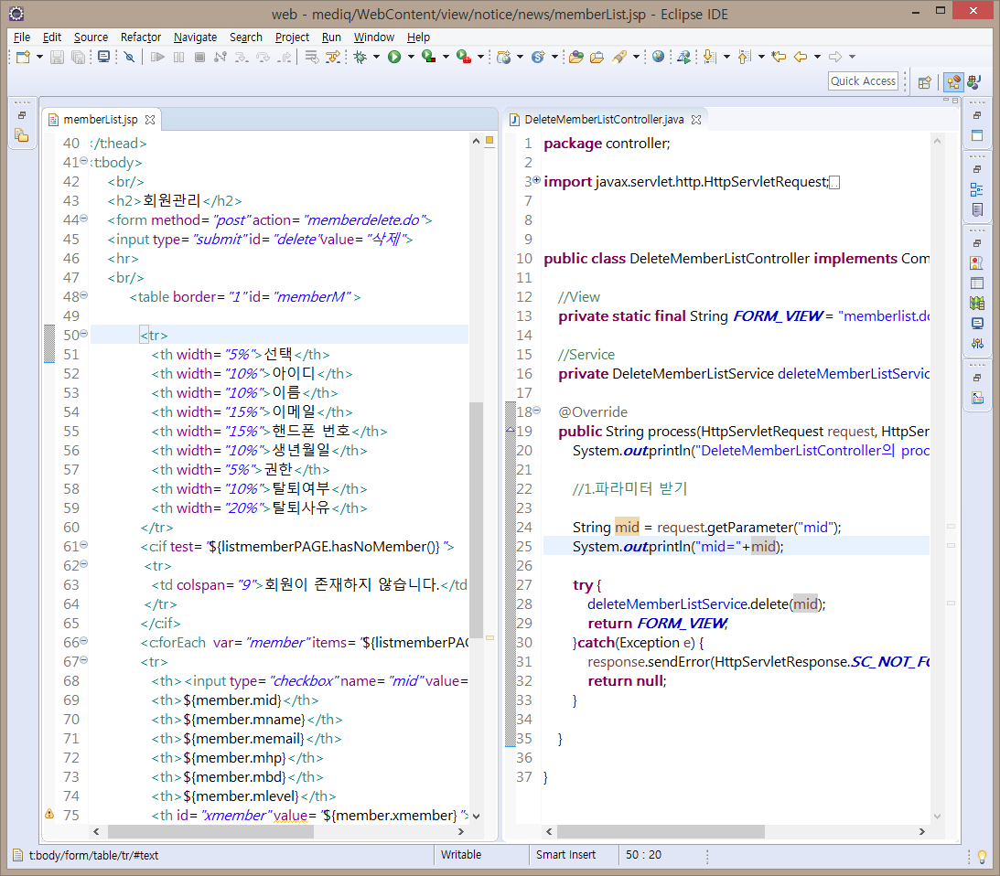 web - mediq/WebContent/view/notice/news/memberList.jsp - Eclipse IDE
File Edit Source Refactor Navigate Search Project Run Window Help
Quick Access
memberList.jsp
40 </t:thead>
41 <t:body>
42 <br/>
43 <h2>회원관리</h2>
44 <form method="post"action="memberdelete.do">
45 <input type="submit"id="delete"value="삭제">
46 <hr>
47 <br/>
48 <table border="1"id="memberM">
49
50 <tr>
51 <th width="5%">선택</th>
52 <th width="10%">아이디</th>
53 <th width="10%">이름</th>
54 <th width="15%">이메일</th>
55 <th width="15%">핸드폰 번호</th>
56 <th width="10%">생년월일</th>
57 <th width="5%">권한</th>
58 <th width="10%">탈퇴여부</th>
59 <th width="20%">탈퇴사유</th>
60 </tr>
61 <c:if test="${listmemberPAGE.hasNoMember()}">
62 <tr>
63 <td colspan="9">회원이 존재하지 않습니다.</td
64 </tr>
65 </c:if>
66 <c:forEach var="member"items="${listmemberPAG
67 <tr>
68 <th><input type="checkbox"name="mid"value=
69 <th>${member.mid}</th>
70 <th>${member.mname}</th>
71 <th>${member.memail}</th>
72 <th>${member.mhp}</th>
73 <th>${member.mbd}</th>
74 <th>${member.mlevel}</th>
75 <th id="xmember"value="${member.xmember}">
DeleteMemberListController.java
1 package controller;
2
3 import javax.servlet.http.HttpServletRequest;
7
8
9
10 public class DeleteMemberListController implements Com
11
12 //View
13 private static final String FORM_VIEW = "memberlist.do
14
15 //Service
16 private DeleteMemberListService deleteMemberListServic
17
18 @Override
19 public String process(HttpServletRequest request, HttpSer
20 System.out.println("DeleteMemberListController의 proc
21
22 //1.파라미터 받기
23
24 String mid = request.getParameter("mid");
25 System.out.println("mid="+mid);
26
27 try {
28 deleteMemberListService.delete(mid);
29 return FORM_VIEW;
30 }catch(Exception e) {
31 response.sendError(HttpServletResponse.SC_NOT_FO
32 return null;
33 }
34
35 }
36
37 }
t:body/form/table/tr/#text
Writable
Smart Insert
50 : 20